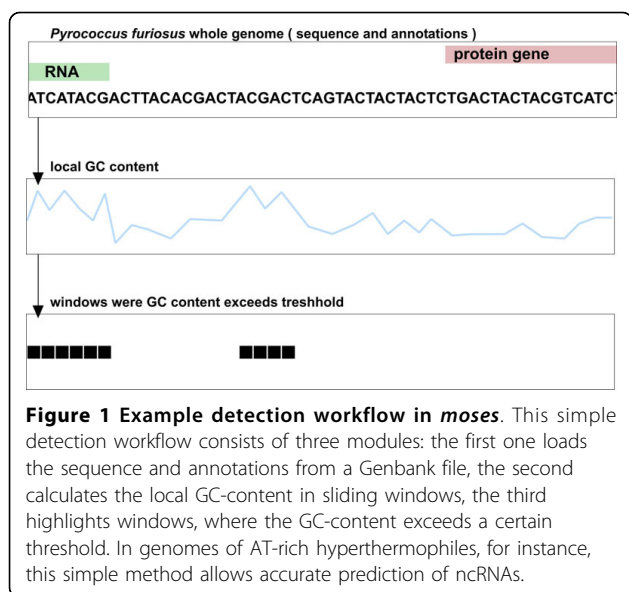 Pyrococcus furiosus whole genome ( sequence and annotations )
protein gene
RNA
ATCATACGACTTACACGACTACGACTCAGTACTACTACTCTGACTACTACGTCATCT
local GC content
windows were GC content exceeds treshhold
Figure 1 Example detection workflow in moses. This simple
detection workflow consists of three modules: the first one loads
the sequence and annotations from a Genbank file, the second
calculates the local GC-content in sliding windows, the third
highlights windows, where the GC-content exceeds a certain
threshold. In genomes of AT-rich hyperthermophiles, for instance,
this simple method allows accurate prediction of ncRNAs.